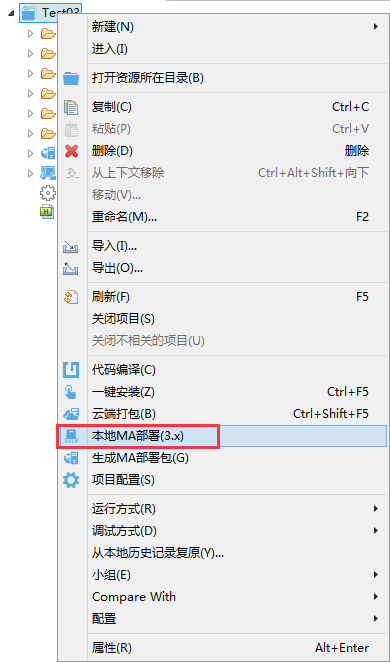 Test03
新建(N)
进入(I)
打开资源所在目录(B)
复制(C) Ctrl+C
粘贴(P) Ctrl+V
删除(D) 删除
从上下文移除 Ctrl+Alt+Shift+向下
移动(V)...
重命名(M)... F2
导入(I)...
导出(O)...
刷新(F) F5
关闭项目(S)
关闭不相关的项目(U)
代码编译(C)
一键安装(Z) Ctrl+F5
云端打包(B) Ctrl+Shift+F5
本地MA部署(3.x)
生成MA部署包(G)
项目配置(S)
运行方式(R)
调试方式(D)
从本地历史记录复原(Y)...
小组(E)
Compare With
配置
属性(R) Alt+Enter